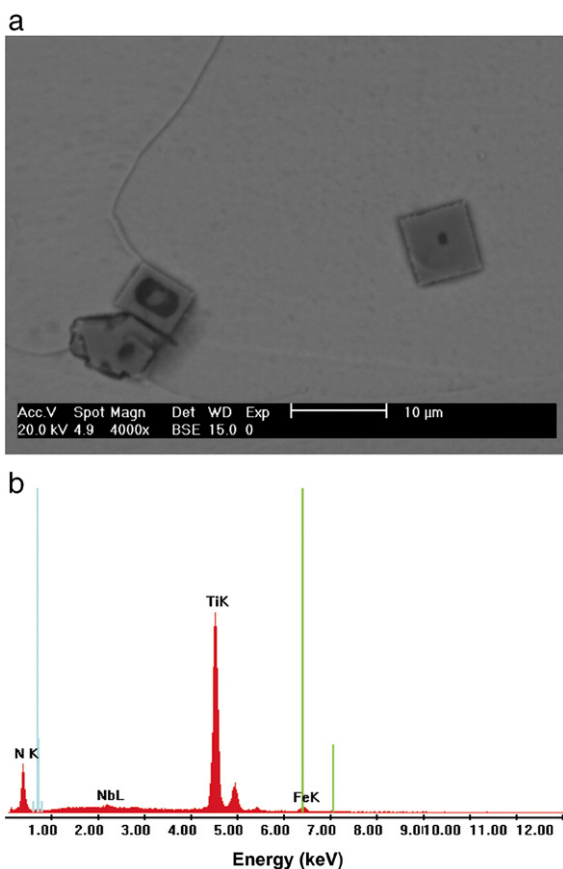 a
Acc.V Spot Magn Det WD Exp
20.0 kV 4.9 4000x BSE 15.0 0
10 µm
b
TiK
N K
NbL
FeK
1.00 2.00 3.00 4.00 5.00 6.00 7.00 8.00 9.00 10.00 11.00 12.00
Energy (keV)